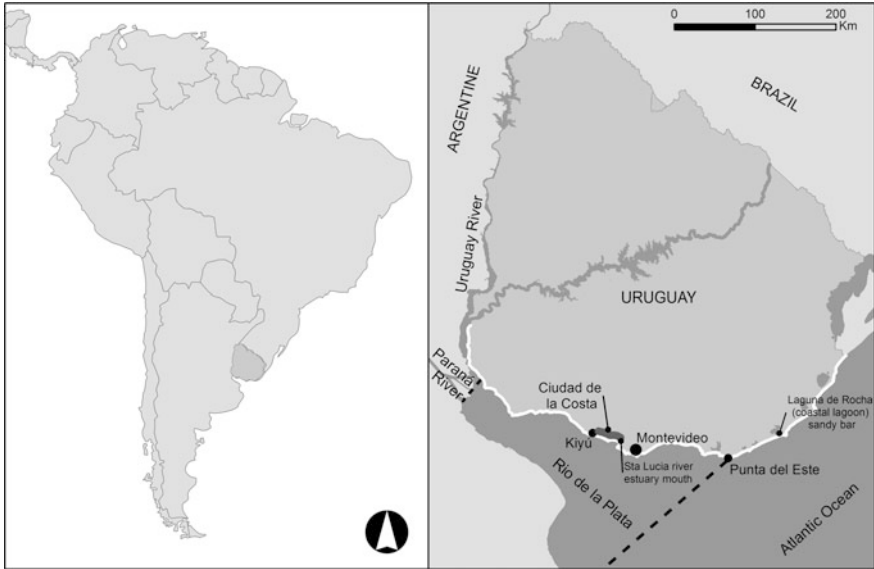 0 100 200
Km
ARGENTINE
BRAZIL
Uruguay River
URUGUAY
Paraná
River
Ciudad de
la Costa
Laguna de Rocha
(coastal lagoon)
sandy bar
Kiyú
Montevideo
Sta Lucia river
estuary mouth
Punta del Este
Rio de la Plata
Atlantic Ocean